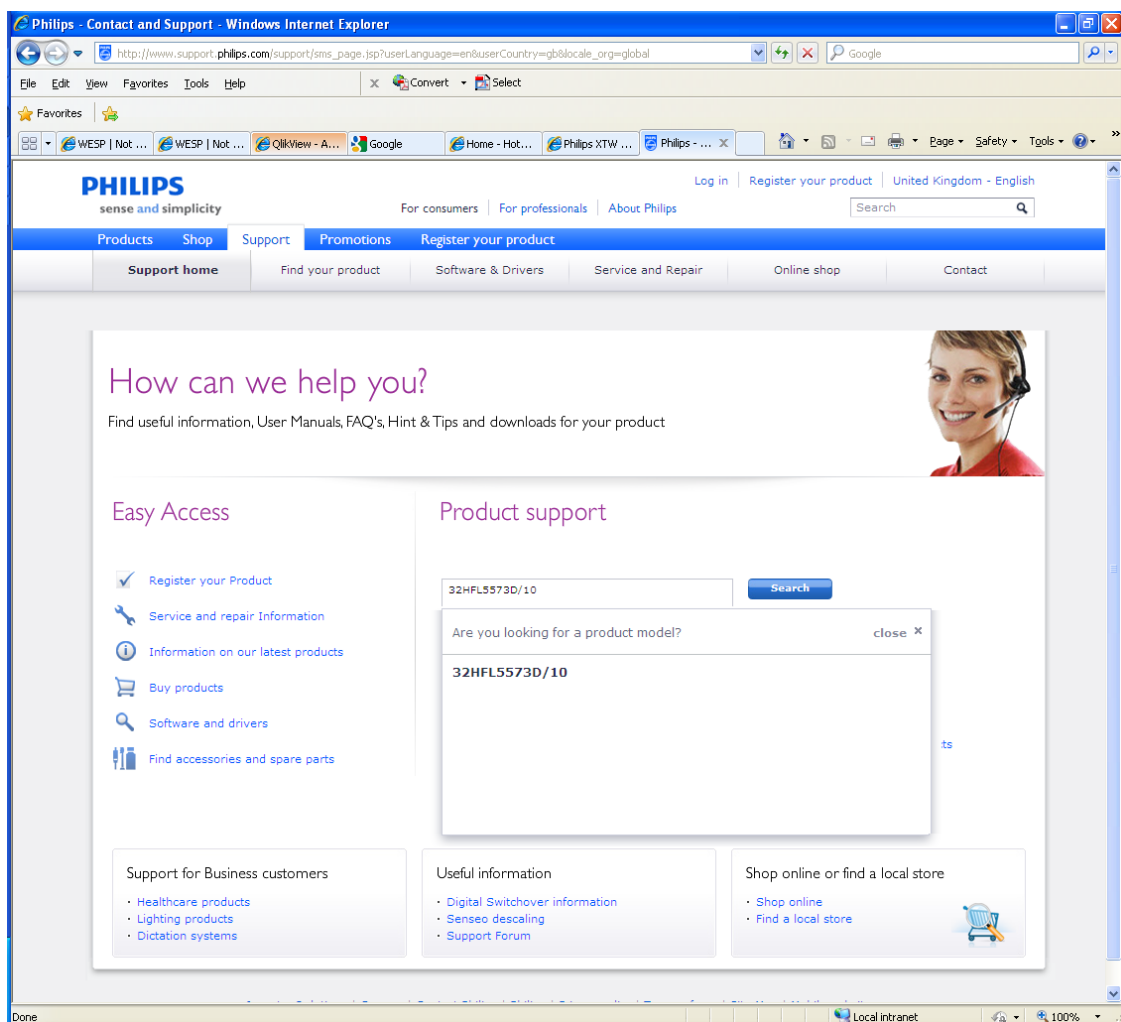 Philips - Contact and Support - Windows Internet Explorer
http://www.support.philips.com/support/sms_page.jsp?userLanguage=en&userCountry=gb&locale_org=global
Google
File Edit View Favorites Tools Help
x Convert Select
Favorites
WESP | Not ... WESP | Not ... QlikView - A... Google Home - Hot... Philips XTW ... Philips - ... X Page Safety Tools »
PHILIPS
sense and simplicity
Log in Register your product United Kingdom - English
For consumers For professionals About Philips
Search
Products Shop Support Promotions Register your product
Support home Find your product Software & Drivers Service and Repair Online shop Contact
How can we help you?
Find useful information, User Manuals, FAQ's, Hint & Tips and downloads for your product
Easy Access
Register your Product
Service and repair Information
Information on our latest products
Buy products
Software and drivers
Find accessories and spare parts
Product support
32HFL5573D/10 Search
Are you looking for a product model? close x
32HFL5573D/10
ts
Support for Business customers
· Healthcare products
· Lighting products
· Dictation systems
Useful information
· Digital Switchover information
· Senseo descaling
· Support Forum
Shop online or find a local store
· Shop online
· Find a local store
Done Local intranet 100%